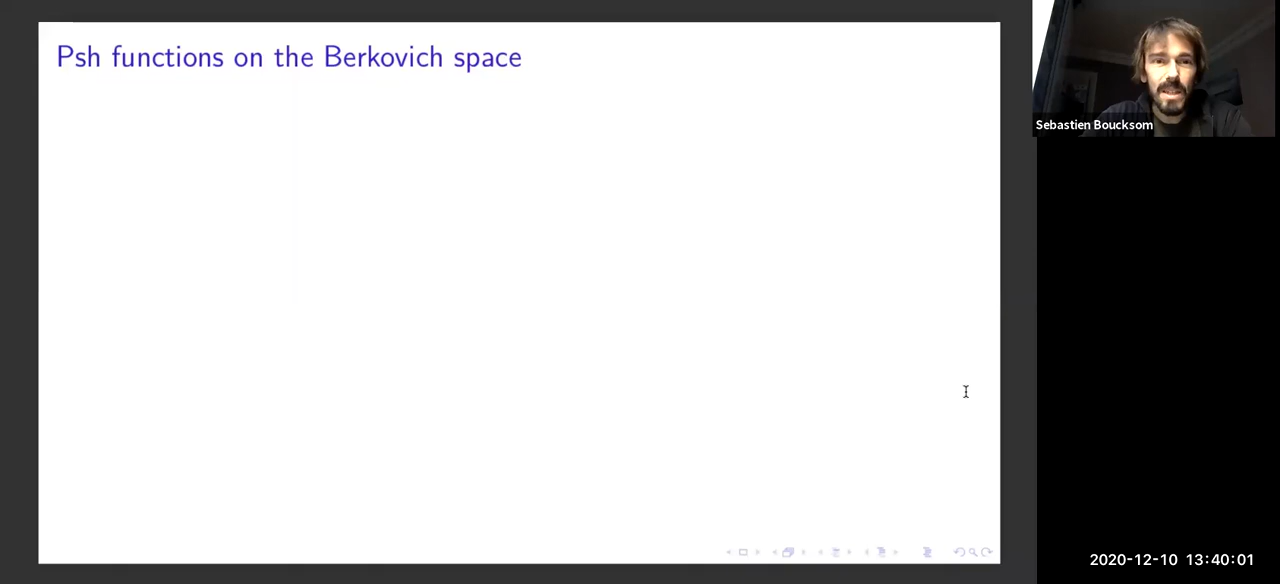 Psh functions on the Berkovich space
Sebastien Boucksom
2020-12-10 13:40:01